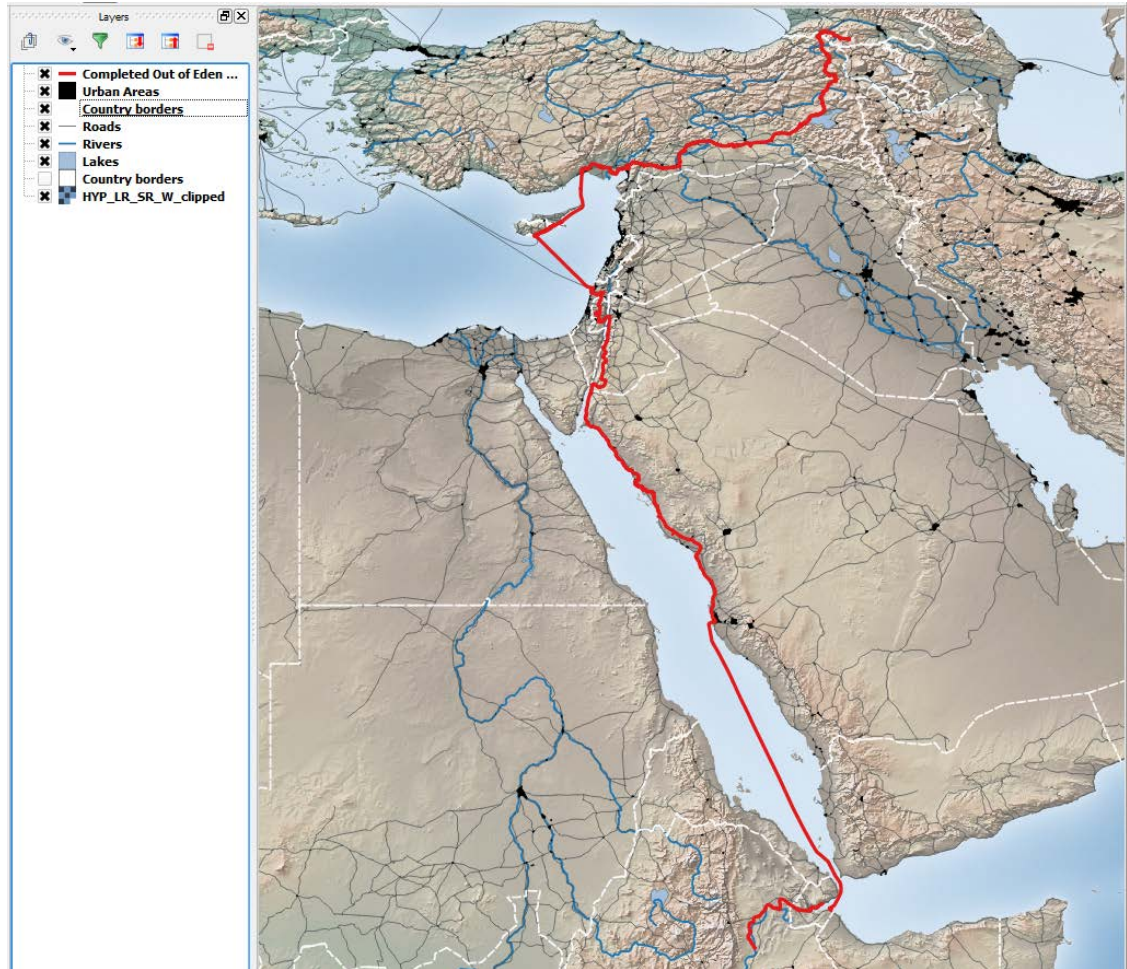 Layers
Completed Out of Eden ...
Urban Areas
Country borders
Roads
Rivers
Lakes
Country borders
HYP_LR_SR_W_clipped